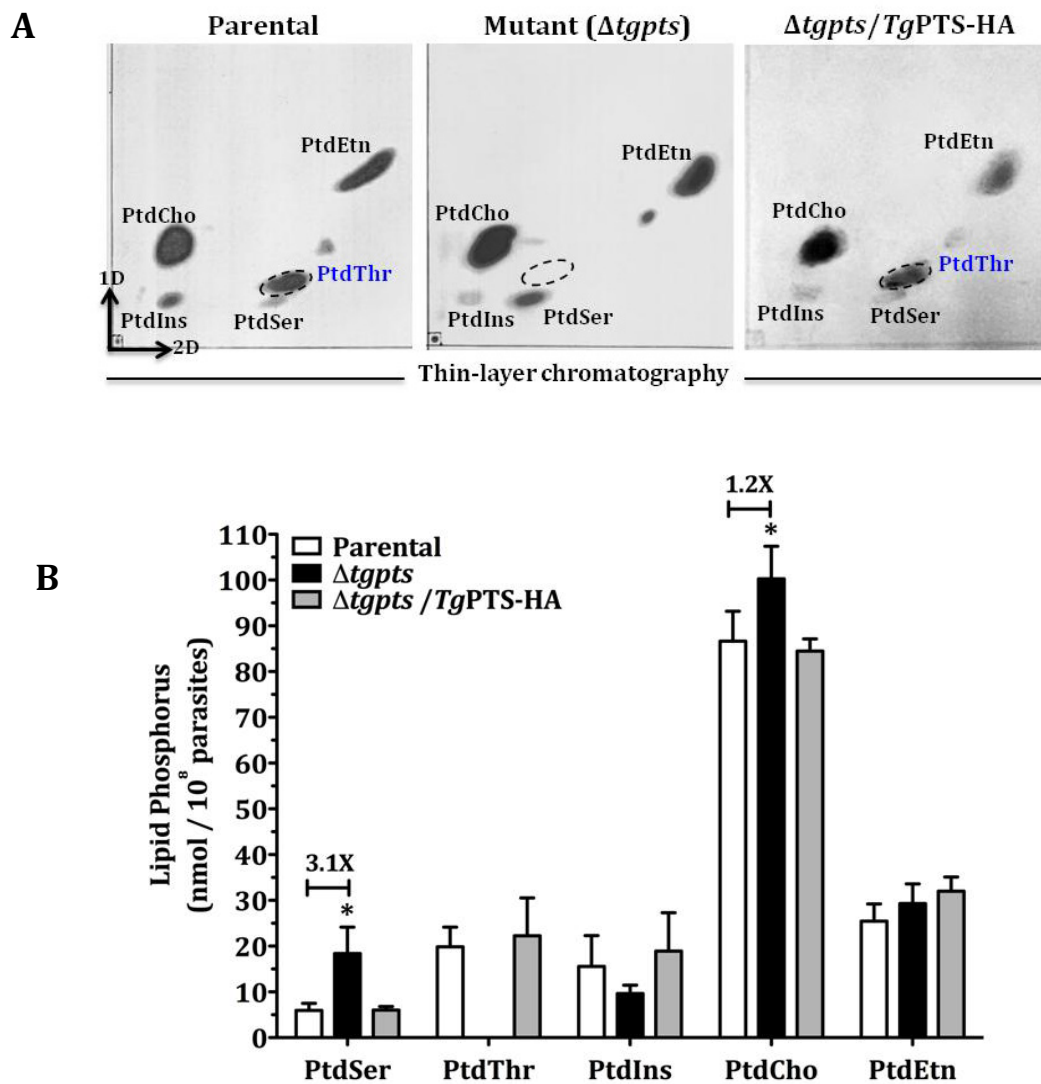 A
Parental
Mutant (Δtgpts)
Δtgpts/TgPTS-HA
PtdEtn
PtdCho
PtdThr
1D
PtdIns
PtdSer
2D
PtdEtn
PtdCho
PtdIns
PtdSer
PtdEtn
PtdCho
PtdThr
PtdIns
PtdSer
Thin-layer chromatography
B
Lipid Phosphorus
(nmol / 10⁸ parasites)
110
100
90
80
70
60
50
40
30
20
10
0
Parental
Δtgpts
Δtgpts /TgPTS-HA
3.1X
*
1.2X
*
PtdSer PtdThr PtdIns PtdCho PtdEtn